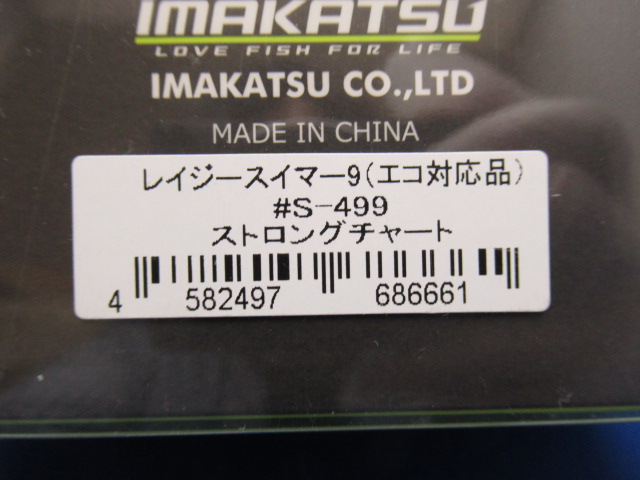 IMAKATSU
LOVE FISH FOR LIFE
IMAKATSU CO.,LTD
MADE IN CHINA
レイジースイマー9(エコ対応品)
#S-499
ストロングチャート
4 582497 686661